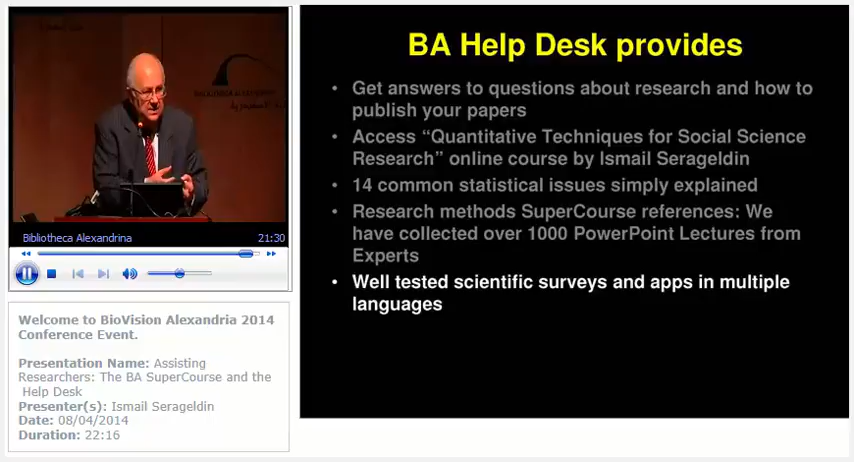 Bibliotheca Alexandrina
21:30
Welcome to BioVision Alexandria 2014
Conference Event.
Presentation Name: Assisting
Researchers: The BA SuperCourse and the
Help Desk
Presenter(s): Ismail Serageldin
Date: 08/04/2014
Duration: 22:16
BA Help Desk provides
• Get answers to questions about research and how to
publish your papers
• Access “Quantitative Techniques for Social Science
Research” online course by Ismail Serageldin
• 14 common statistical issues simply explained
• Research methods SuperCourse references: We
have collected over 1000 PowerPoint Lectures from
Experts
• Well tested scientific surveys and apps in multiple
languages